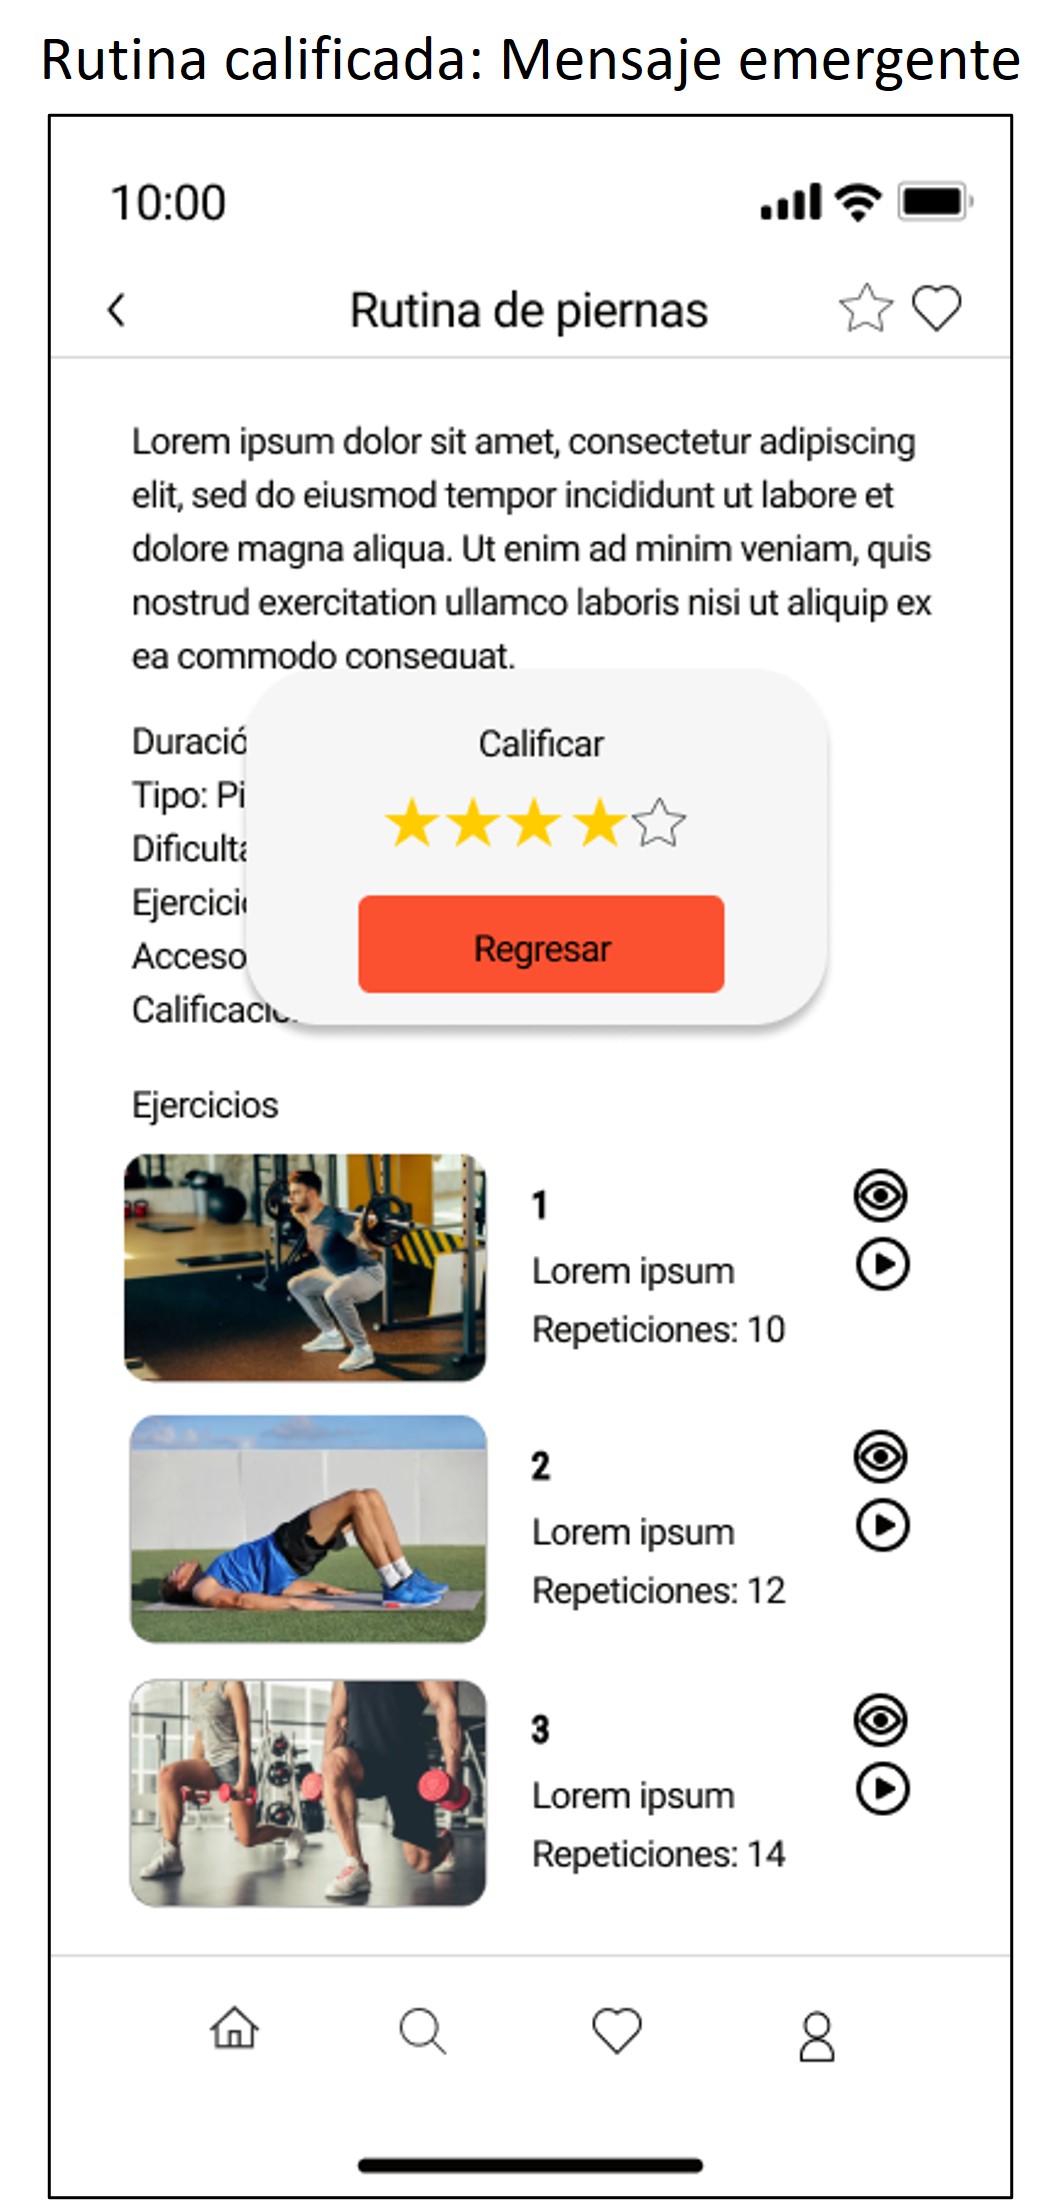 Rutina calificada: Mensaje emergente
10:00
Rutina de piernas
Lorem ipsum dolor sit amet, consectetur adipiscing
elit, sed do eiusmod tempor incididunt ut labore et
dolore magna aliqua. Ut enim ad minim veniam, quis
nostrud exercitation ullamco laboris nisi ut aliquip ex
ea commodo consequat.
Duració
Tipo: Pi
Dificulta
Ejercici
Acceso
Calificacio
Calificar
Regresar
Ejercicios
1
Lorem ipsum
Repeticiones: 10
2
Lorem ipsum
Repeticiones: 12
3
Lorem ipsum
Repeticiones: 14